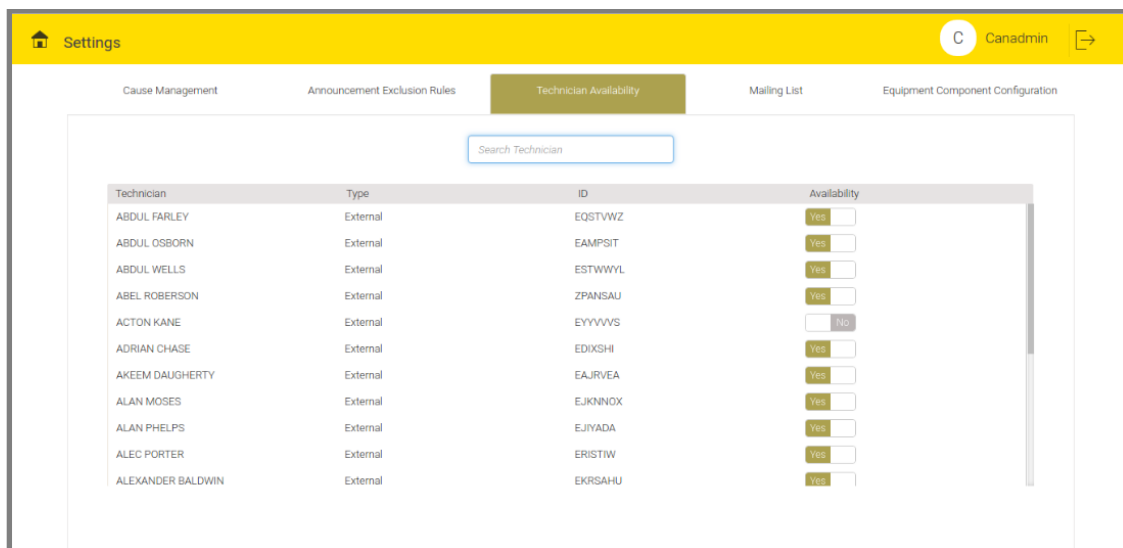 Settings
C Canadmin
Cause Management Announcement Exclusion Rules Technician Availability Mailing List Equipment Component Configuration
Search Technician
Technician Type ID Availability
ABDUL FARLEY External EQSTVWZ Yes
ABDUL OSBORN External EAMPSIT Yes
ABDUL WELLS External ESTWWYL Yes
ABEL ROBERSON External ZPANSAU Yes
ACTON KANE External EYYVVVS No
ADRIAN CHASE External EDIXSHI Yes
AKEEM DAUGHERTY External EAJRVEA Yes
ALAN MOSES External EJKNNOX Yes
ALAN PHELPS External EJIYADA Yes
ALEC PORTER External ERISTIW Yes
ALEXANDER BALDWIN External EKRSAHU Yes